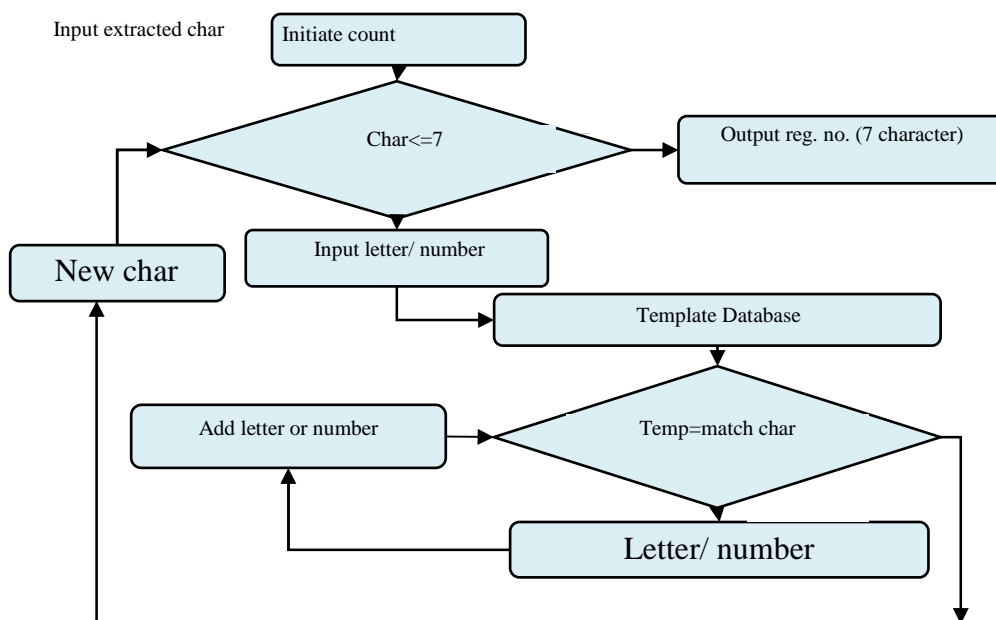 Input extracted char
Initiate count
Char<=7
Output reg. no. (7 character)
Input letter/ number
New char
Template Database
Add letter or number
Temp=match char
Letter/ number